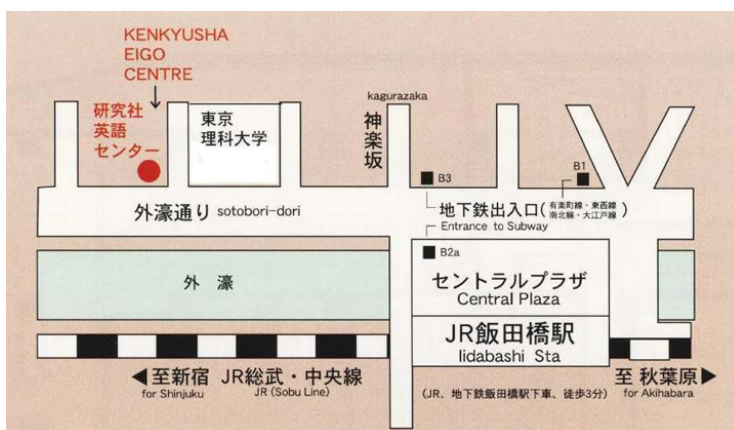 KENKYUSHA
EIGO
CENTRE
研究社
英語
センター
東京
理科大学
kagurazaka
神楽坂
B3
B1
外濠通り sotobori-dori
地下鉄出入口(有楽町線・東西線
南北線・大江戸線)
Entrance to Subway
B2a
外濠
セントラルプラザ
Central Plaza
JR飯田橋駅
Iidabashi Sta
◀至新宿
for Shinjuku
JR総武・中央線
JR (Sobu Line)
(JR、地下鉄飯田橋駅下車、徒歩3分)
至 秋葉原▶
for Akihabara